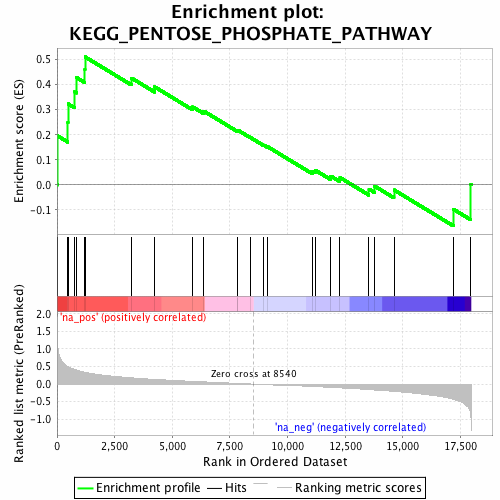 Enrichment plot:
KEGG_PENTOSE_PHOSPHATE_PATHWAY
Enrichment score (ES)
0.5
0.4
0.3
0.2
0.1
0.0
-0.1
'na_pos' (positively correlated)
Ranked list metric (PreRanked)
2.0
1.5
1.0
0.5
0.0
-0.5
-1.0
Zero cross at 8540
'na_neg' (negatively correlated)
0 2,500 5,000 7,500 10,000 12,500 15,000 17,500
Rank in Ordered Dataset
Enrichment profile Hits Ranking metric scores